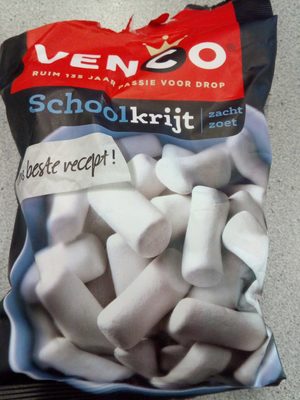 VENCO
RUIM 135 JAAR PASSIE VOOR DROP
Schoolkrijt
zacht
zoet
beste recept!